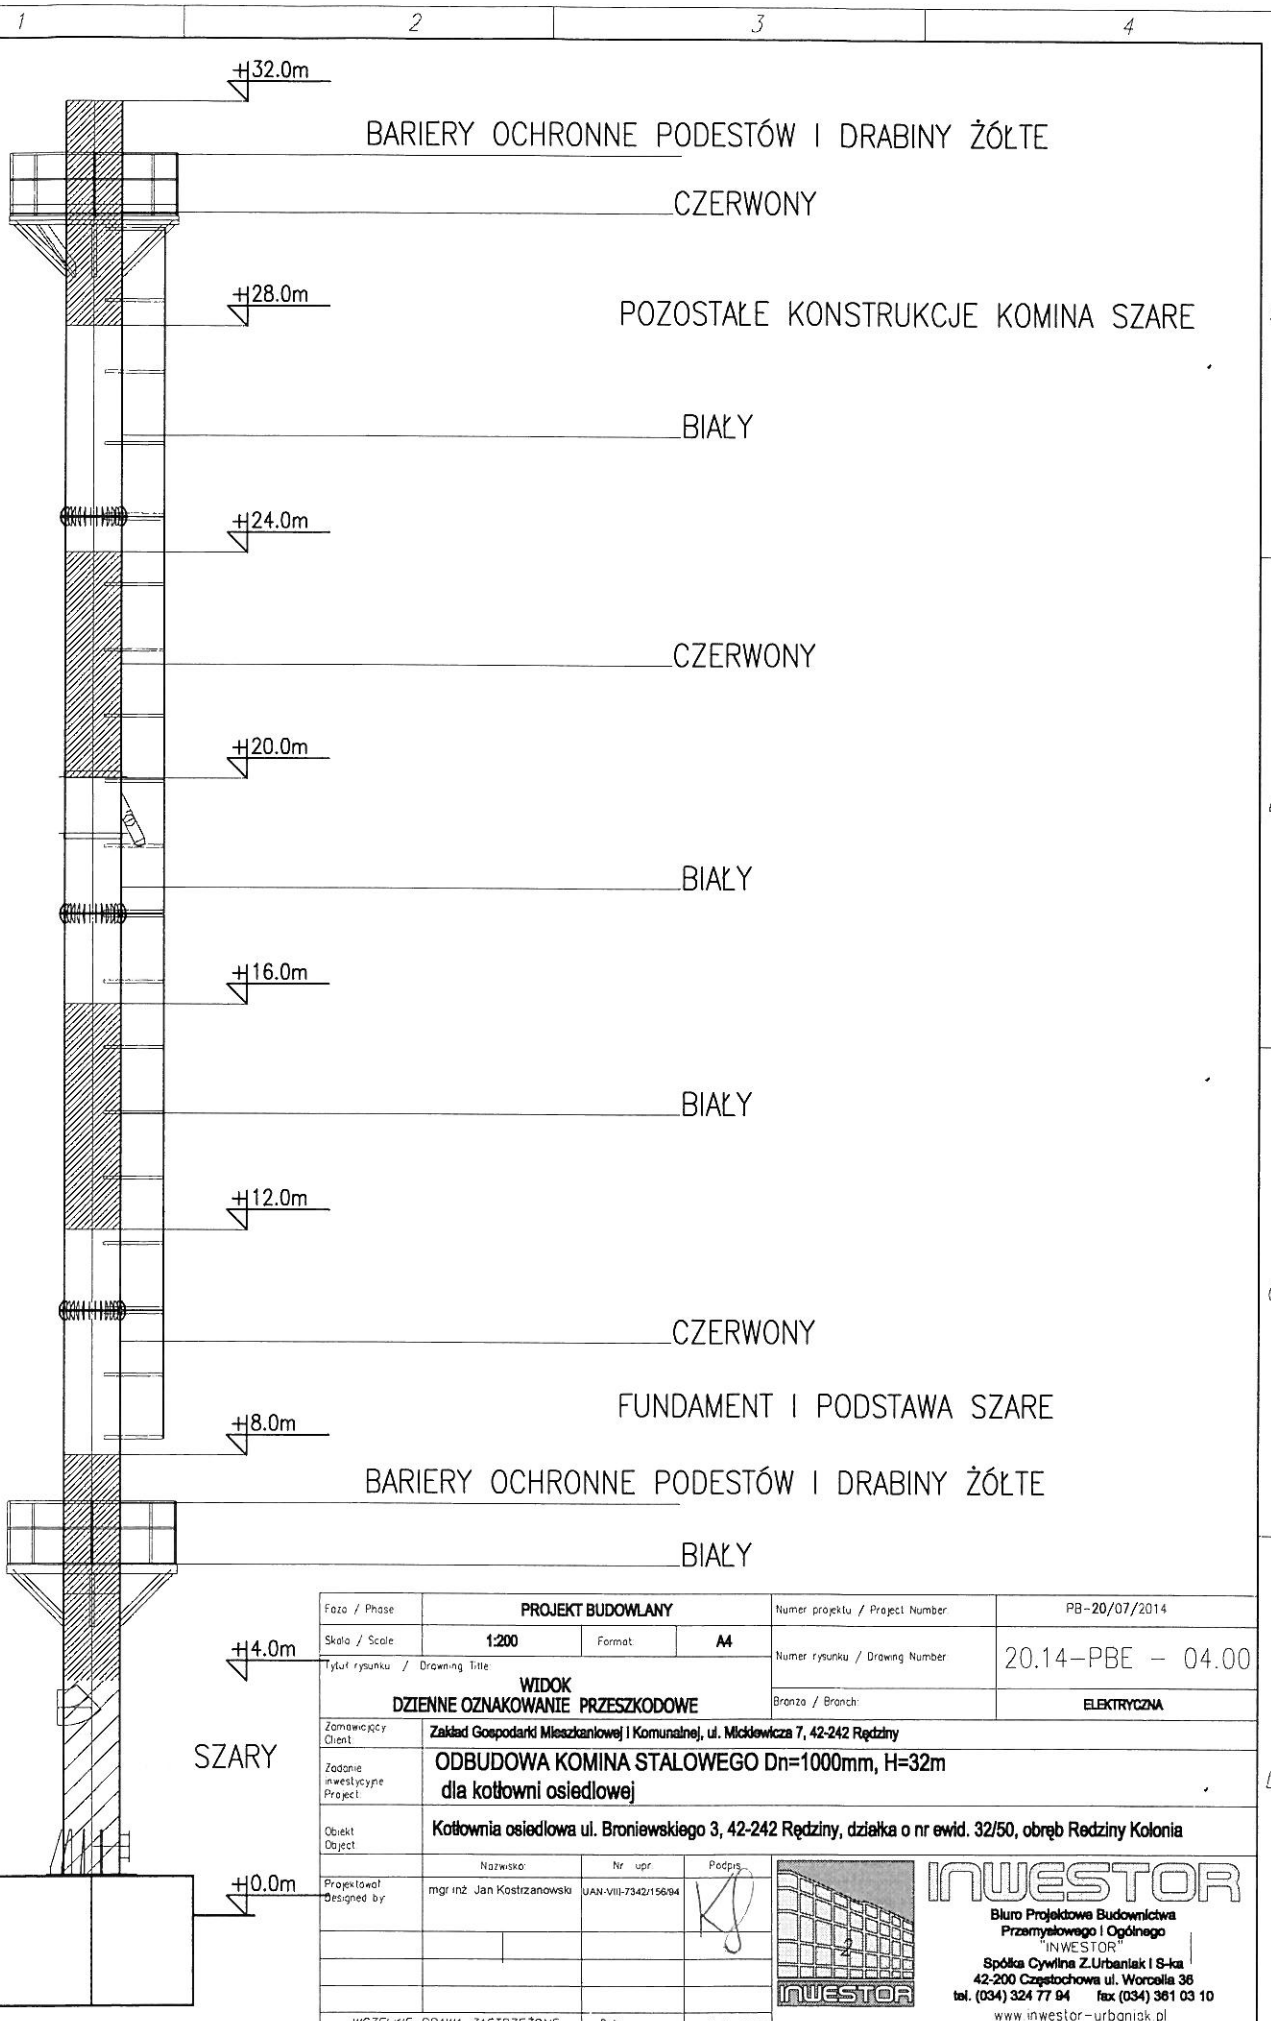 1 2 3 4
+32.0m
BARIERY OCHRONNE PODESTÓW I DRABINY ŻÓŁTE
CZERWONY
+28.0m
POZOSTAŁE KONSTRUKCJE KOMINA SZARE
BIAŁY
+24.0m
CZERWONY
+20.0m
BIAŁY
+16.0m
BIAŁY
+12.0m
CZERWONY
FUNDAMENT I PODSTAWA SZARE
+8.0m
BARIERY OCHRONNE PODESTÓW I DRABINY ŻÓŁTE
BIAŁY
+4.0m
SZARY
+0.0m
Faza / Phase PROJEKT BUDOWLANY Numer projektu / Project Number PB-20/07/2014
Skala / Scale 1:200 Format A4 Numer rysunku / Drawing Number 20.14-PBE - 04.00
Tytuł rysunku / Drawning Title
WIDOK
DZIENNE OZNAKOWANIE PRZESZKODOWE
Branza / Branch: ELEKTRYCZNA
Zamawiający
Client
Zakład Gospodarki Mieszkaniowej i Komunalnej, ul. Mickiewicza 7, 42-242 Rędziny
Zadanie
inwestycyjne
Project:
ODBUDOWA KOMINA STALOWEGO Dn=1000mm, H=32m
dla kotłowni osiedlowej
Obiekt
Object
Kotłownia osiedlowa ul. Broniewskiego 3, 42-242 Rędziny, działka o nr ewid. 32/50, obręb Redziny Kolonia
Nazwisko: Nr upr. Podpis
Projektował
Designed by
mgr inż. Jan Kostrzanowski UAN-VIII-7342/156/94
2
INWESTOR
INWESTOR
Biuro Projektowe Budownictwa
Przemysłowego i Ogólnego
"INWESTOR"
Spółka Cywilna Z.Urbaniak i S-ka
42-200 Częstochowa ul. Worcella 36
tel. (034) 324 77 94 fax (034) 361 03 10
www.inwestor-urbaniak.pl
WSZELKIE PRAWA ZASTRZEŻONE